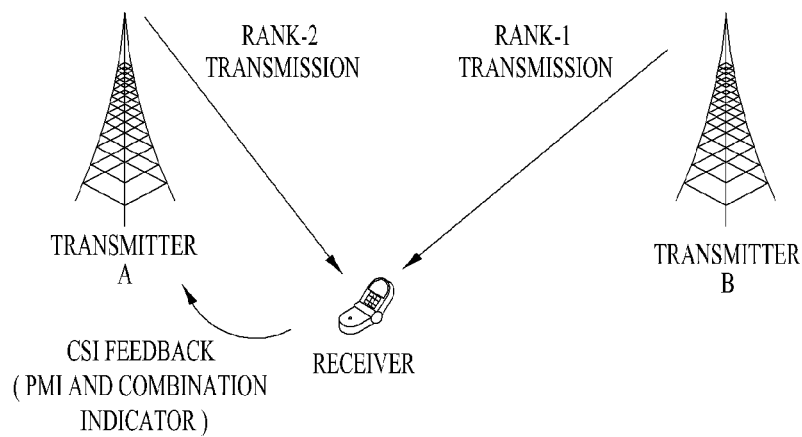 RANK-2
TRANSMISSION
RANK-1
TRANSMISSION
TRANSMITTER
A
TRANSMITTER
B
CSI FEEDBACK
( PMI AND COMBINATION
INDICATOR )
RECEIVER